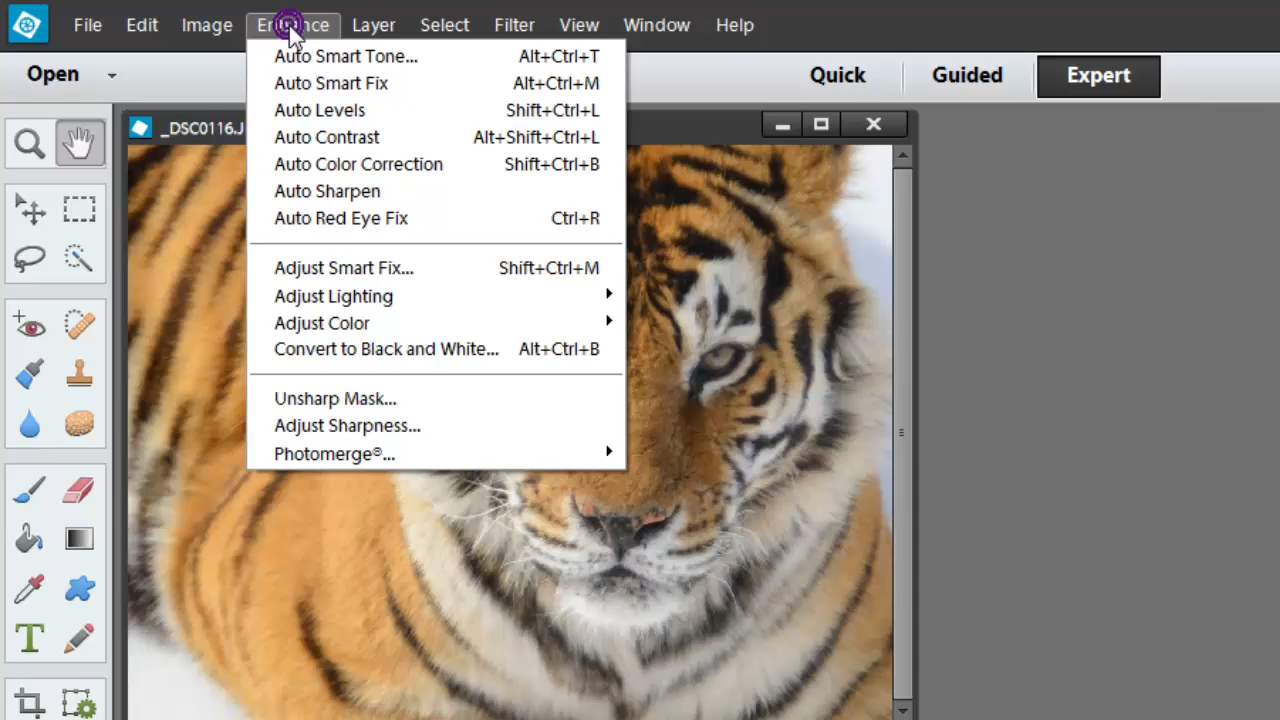 File Edit Image Enhance Layer Select Filter View Window Help
Open Quick Guided Expert
_DSC0116.J
Auto Smart Tone... Alt+Ctrl+T
Auto Smart Fix Alt+Ctrl+M
Auto Levels Shift+Ctrl+L
Auto Contrast Alt+Shift+Ctrl+L
Auto Color Correction Shift+Ctrl+B
Auto Sharpen
Auto Red Eye Fix Ctrl+R
Adjust Smart Fix... Shift+Ctrl+M
Adjust Lighting
Adjust Color
Convert to Black and White... Alt+Ctrl+B
Unsharp Mask...
Adjust Sharpness...
Photomerge®...